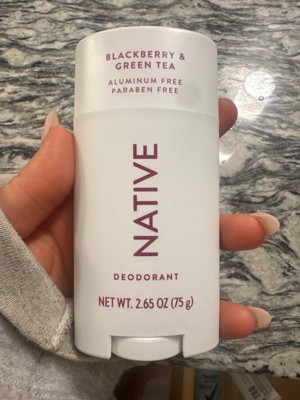 BLACKBERRY &
GREEN TEA
ALUMINUM FREE
PARABEN FREE
NATIVE
DEODORANT
NET WT. 2.65 OZ (75 g)